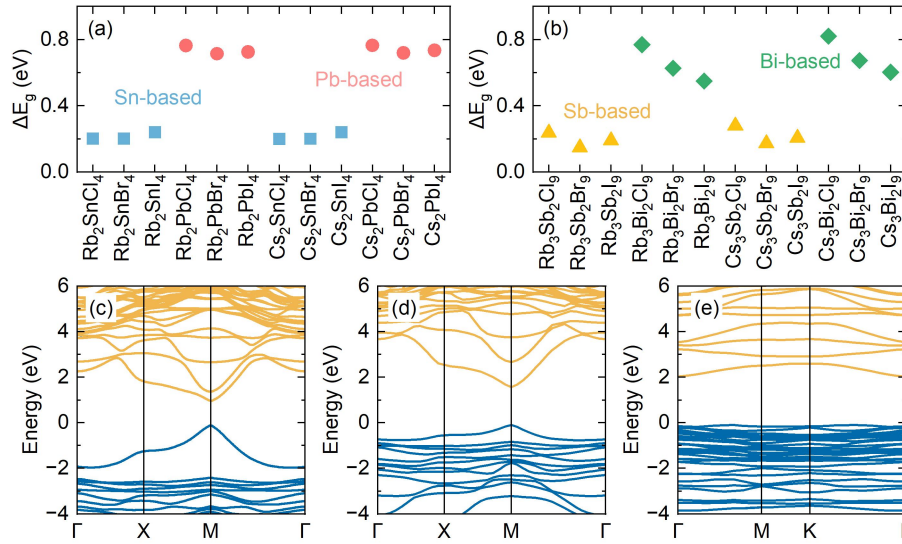 (a)
ΔE_g (eV)
0.8
0.4
0.0
Sn-based
Pb-based
Rb₂SnCl₄
Rb₂SnBr₄
Rb₂SnI₄
Rb₂PbCl₄
Rb₂PbBr₄
Rb₂PbI₄
Cs₂SnCl₄
Cs₂SnBr₄
Cs₂SnI₄
Cs₂PbCl₄
Cs₂PbBr₄
Cs₂PbI₄
(b)
ΔE_g (eV)
0.8
0.4
0.0
Sb-based
Bi-based
Rb₃Sb₂Cl₉
Rb₃Sb₂Br₉
Rb₃Sb₂I₉
Rb₃Bi₂Cl₉
Rb₃Bi₂Br₉
Rb₃Bi₂I₉
Cs₃Sb₂Cl₉
Cs₃Sb₂Br₉
Cs₃Sb₂I₉
Cs₃Bi₂Cl₉
Cs₃Bi₂Br₉
Cs₃Bi₂I₉
(c)
Energy (eV)
6
4
2
0
−2
−4
Γ X M Γ
(d)
Energy (eV)
6
4
2
0
−2
−4
Γ X M Γ
(e)
Energy (eV)
6
4
2
0
−2
−4
Γ M K